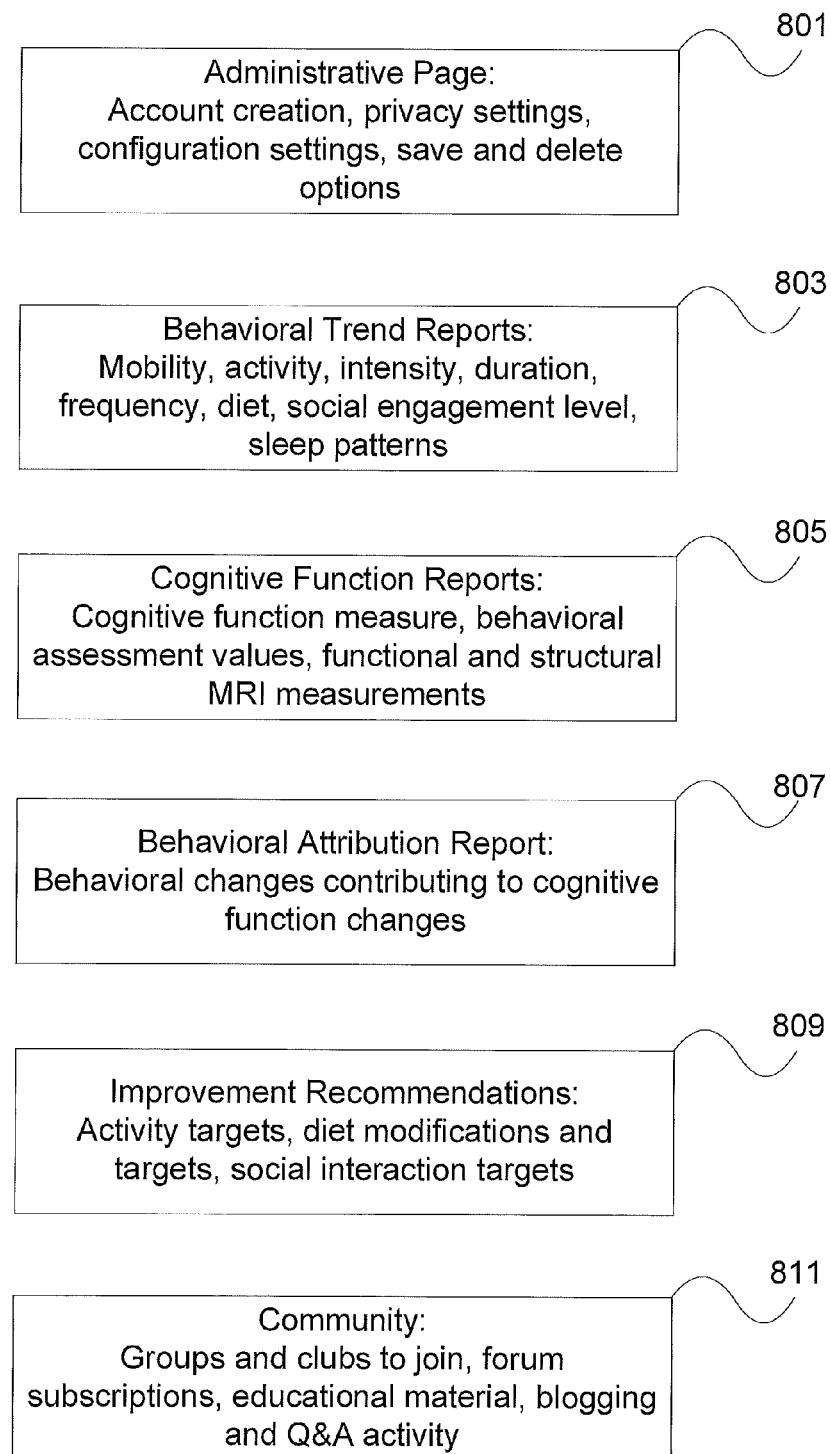 801
Administrative Page:
Account creation, privacy settings,
configuration settings, save and delete
options
803
Behavioral Trend Reports:
Mobility, activity, intensity, duration,
frequency, diet, social engagement level,
sleep patterns
805
Cognitive Function Reports:
Cognitive function measure, behavioral
assessment values, functional and structural
MRI measurements
807
Behavioral Attribution Report:
Behavioral changes contributing to cognitive
function changes
809
Improvement Recommendations:
Activity targets, diet modifications and
targets, social interaction targets
811
Community:
Groups and clubs to join, forum
subscriptions, educational material, blogging
and Q&A activity